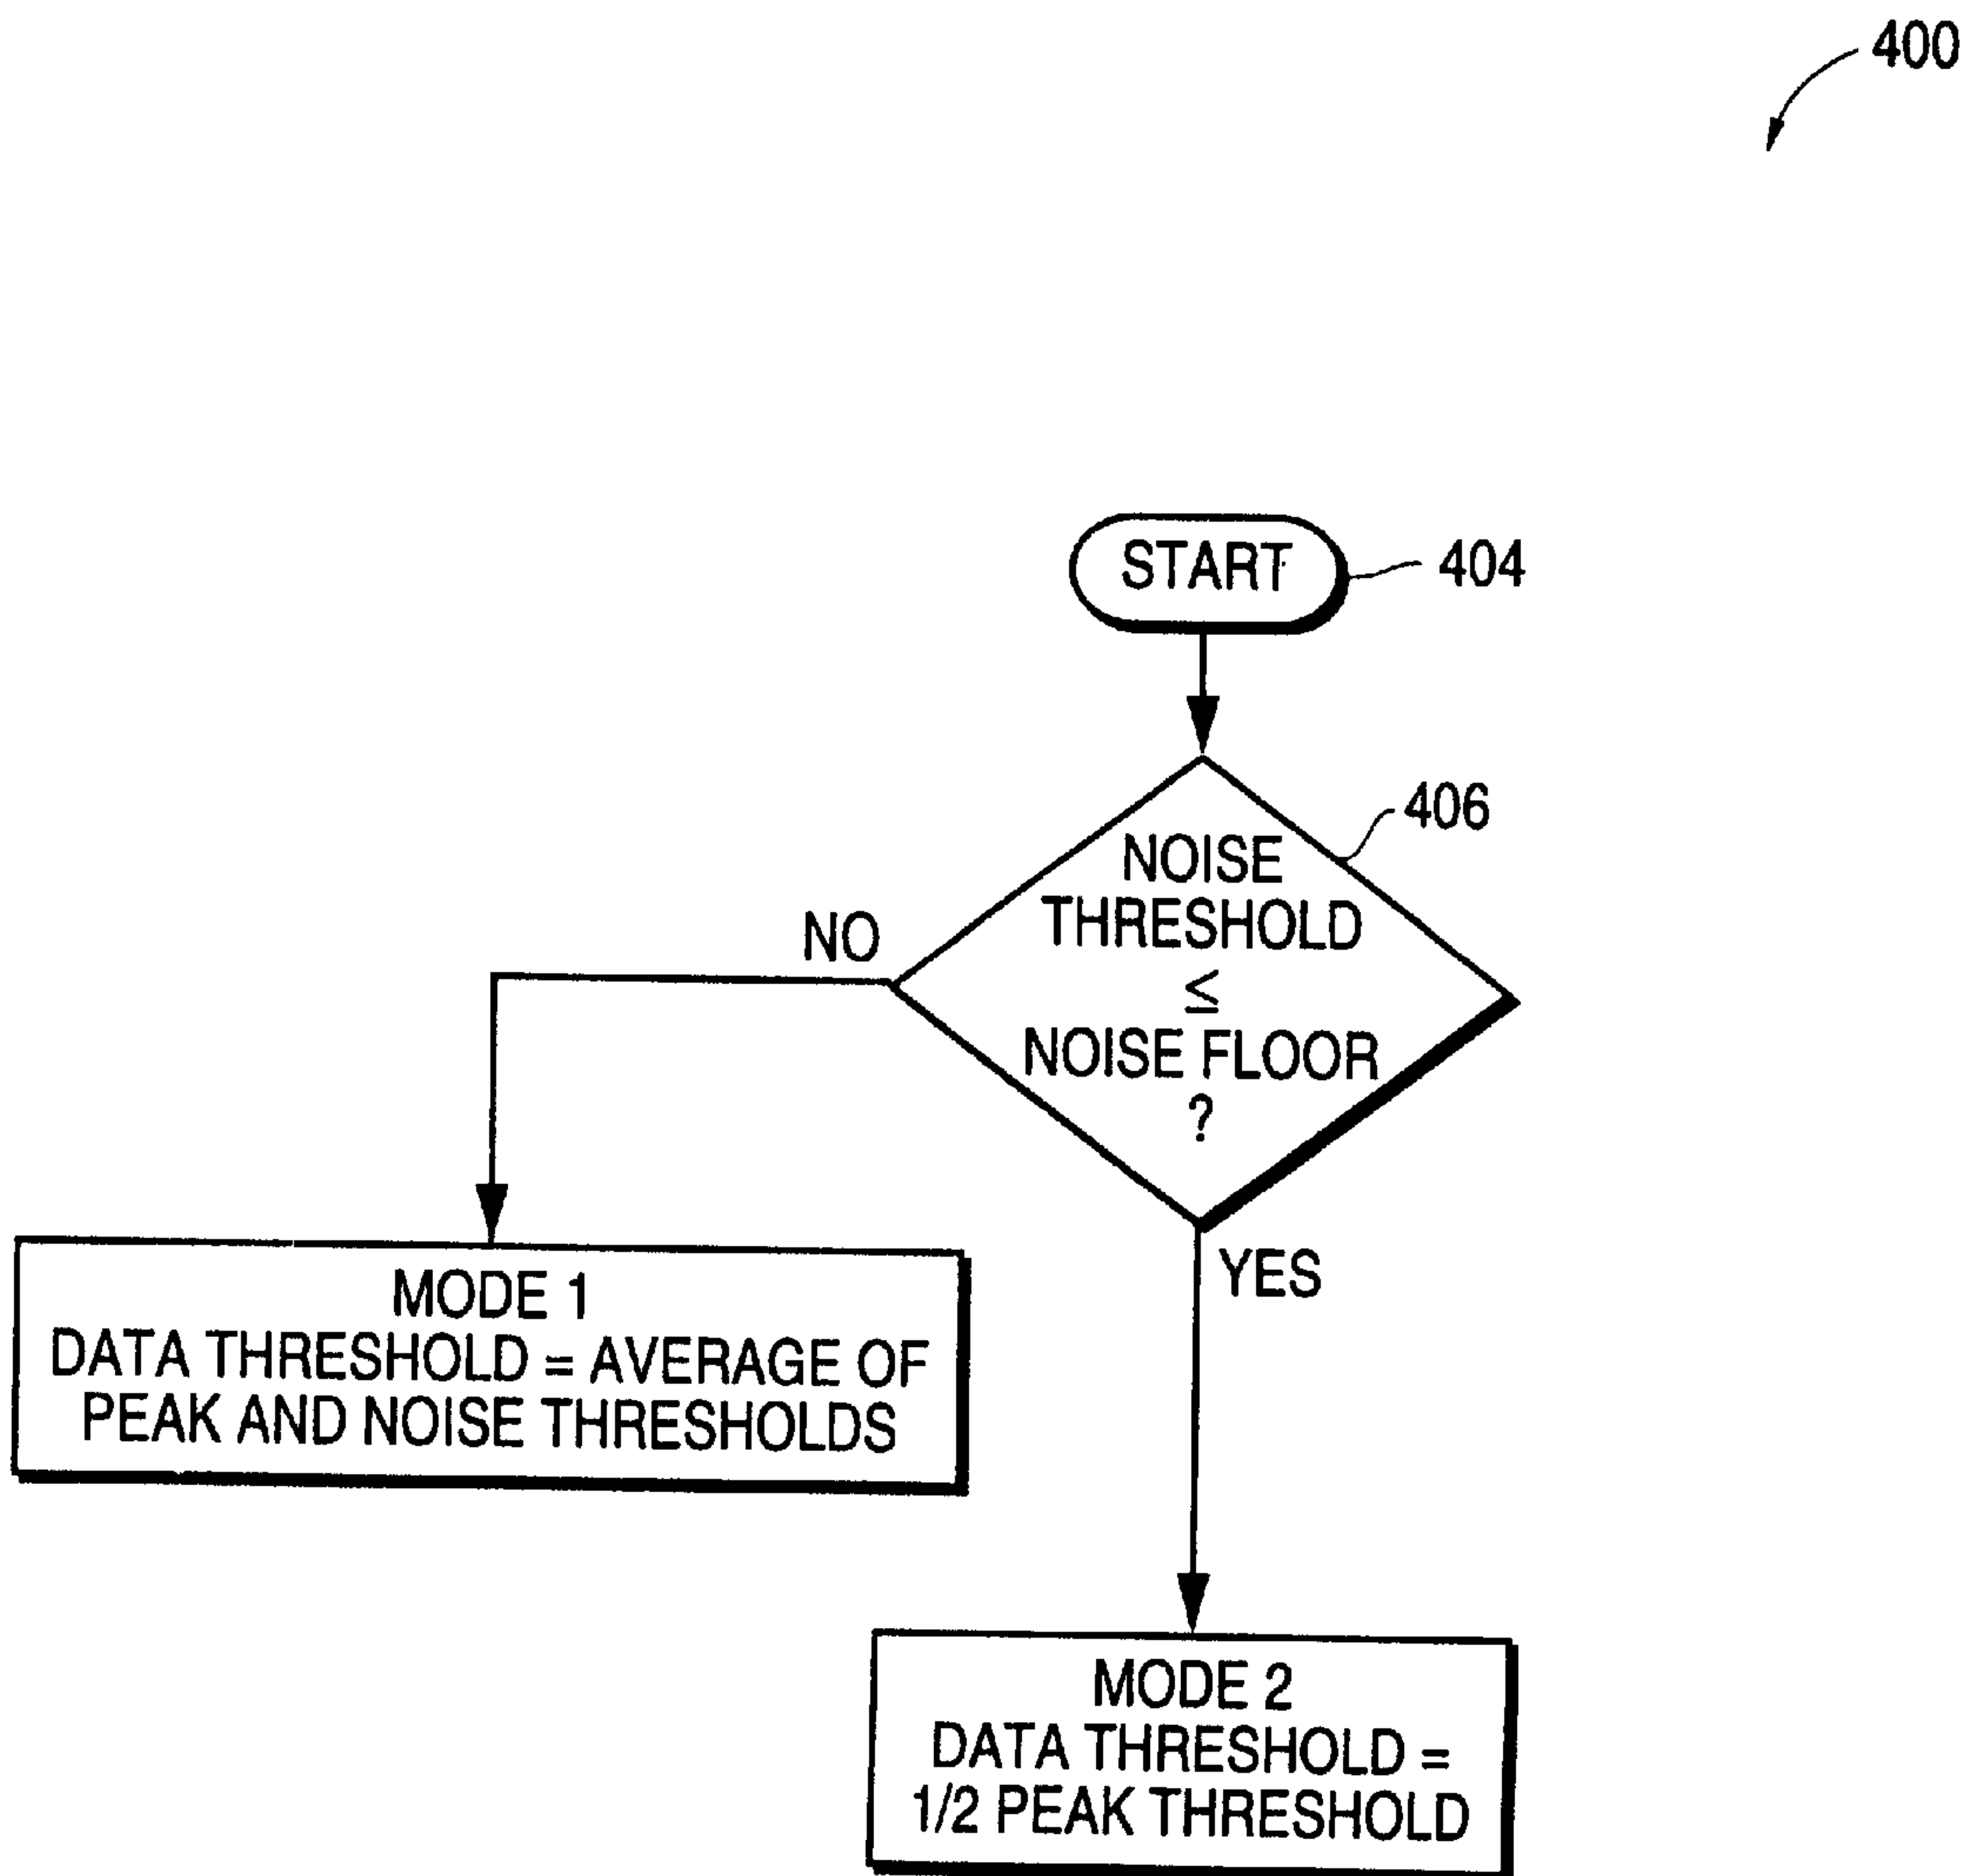 400
START
404
406
NOISE
THRESHOLD
≤
NOISE FLOOR
?
NO
YES
MODE 1
DATA THRESHOLD = AVERAGE OF
PEAK AND NOISE THRESHOLDS
MODE 2
DATA THRESHOLD =
1/2 PEAK THRESHOLD